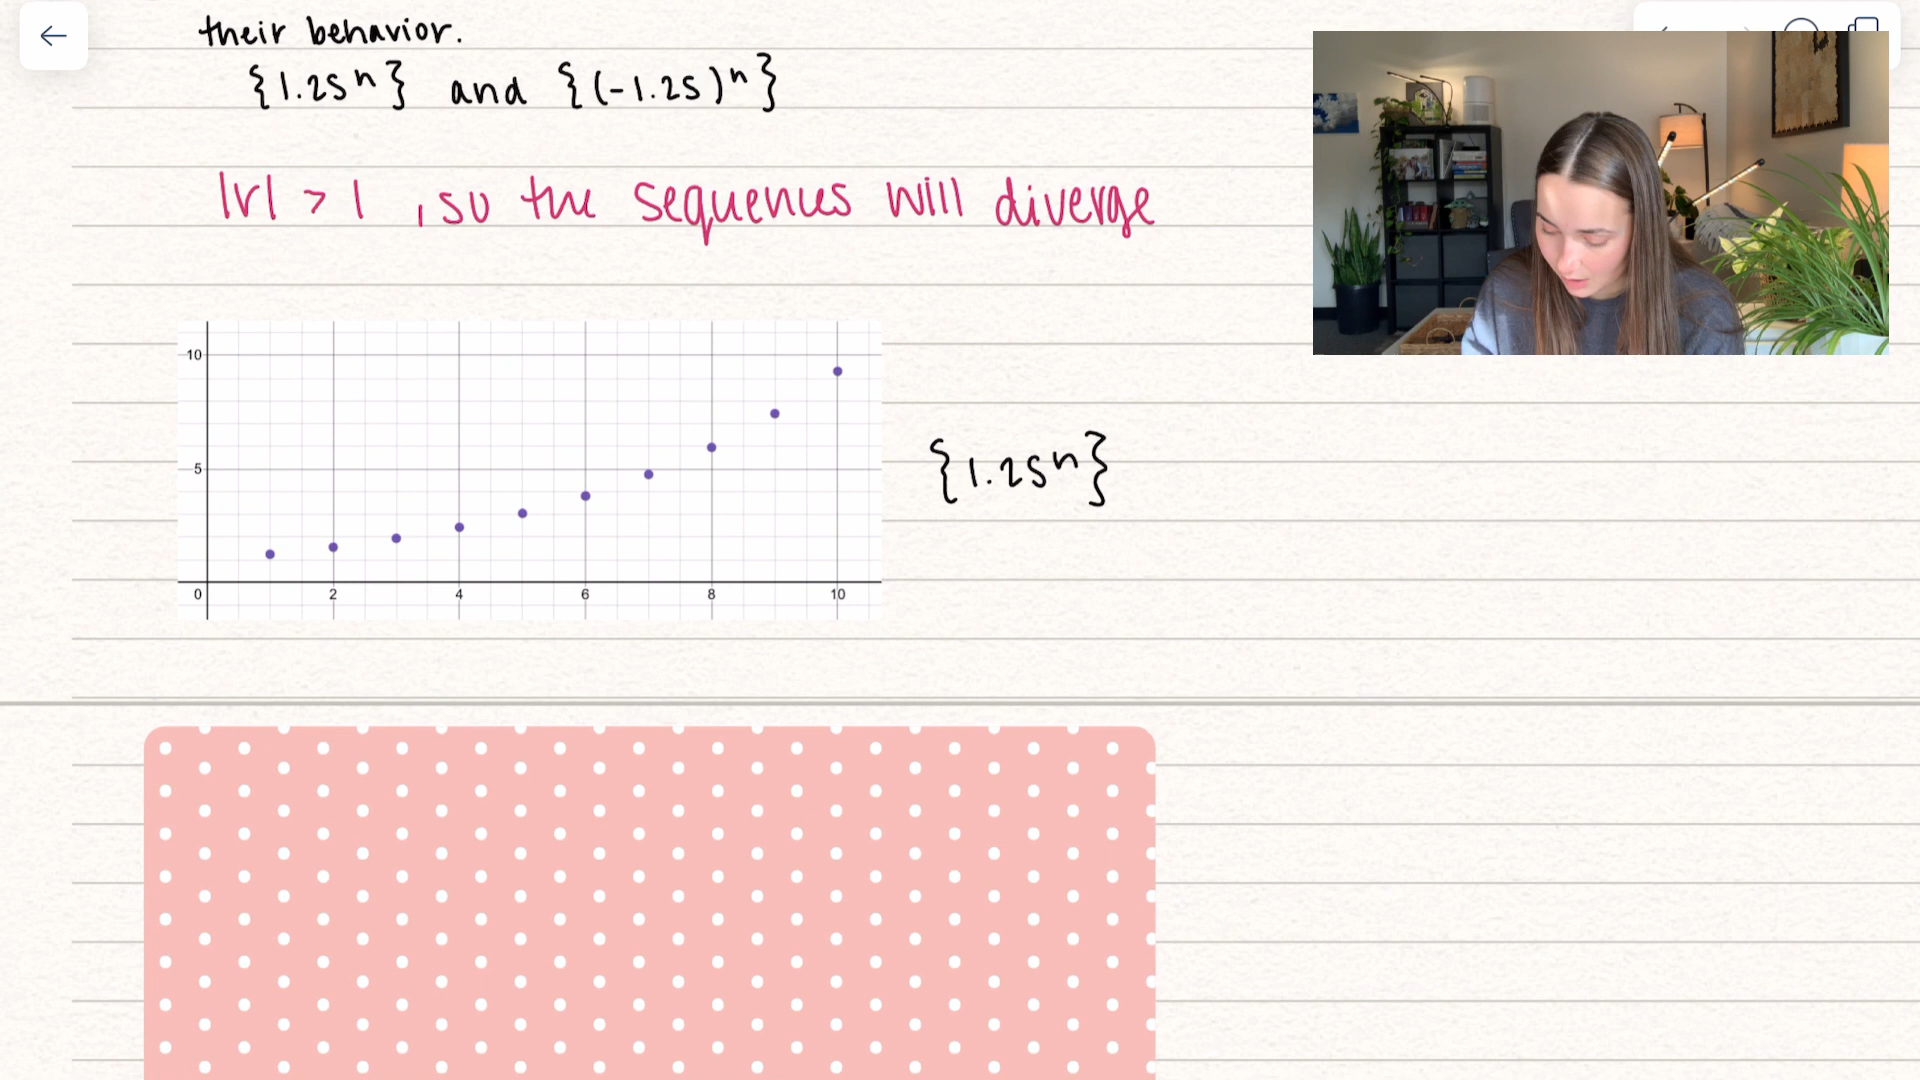 their behavior.
{1.25ⁿ} and {(-1.25)ⁿ}
|r| > 1 , so the sequences will diverge
10
5
0 2 4 6 8 10
{1.25ⁿ}